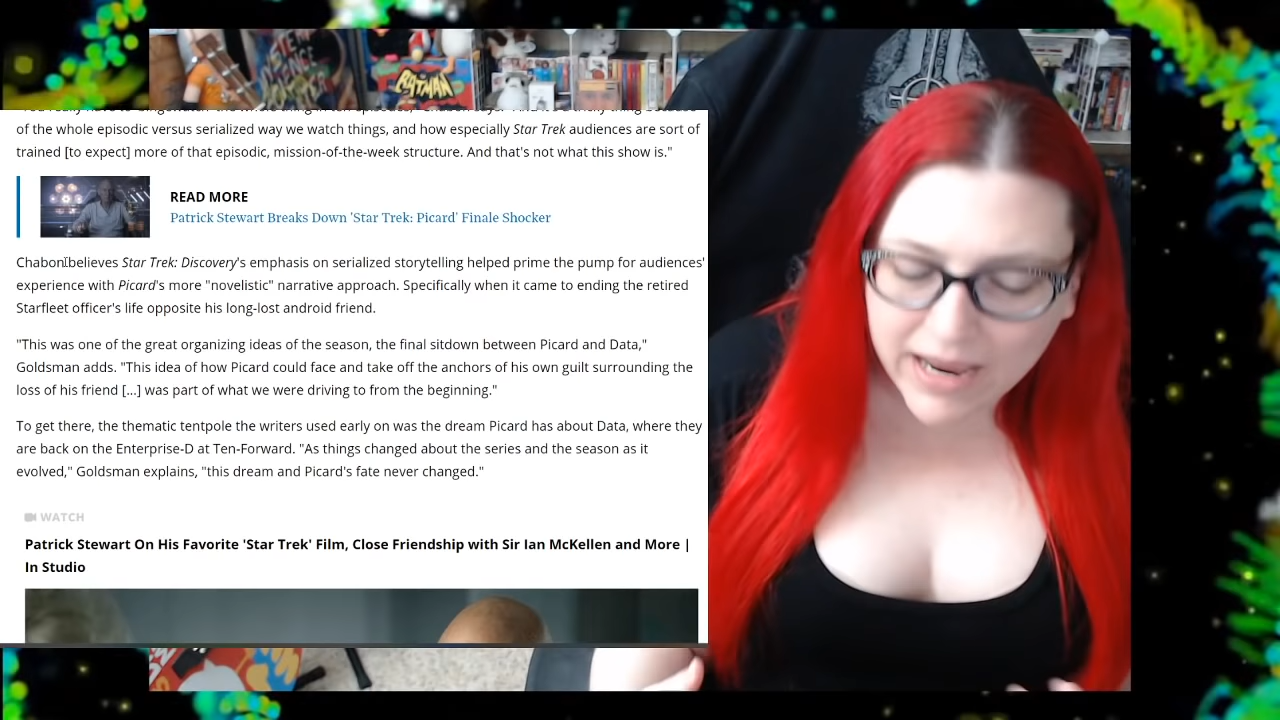 of the whole episodic versus serialized way we watch things, and how especially Star Trek audiences are sort of
trained [to expect] more of that episodic, mission-of-the-week structure. And that's not what this show is."
READ MORE
Patrick Stewart Breaks Down 'Star Trek: Picard' Finale Shocker
Chabon believes Star Trek: Discovery's emphasis on serialized storytelling helped prime the pump for audiences'
experience with Picard's more "novelistic" narrative approach. Specifically when it came to ending the retired
Starfleet officer's life opposite his long-lost android friend.
"This was one of the great organizing ideas of the season, the final sitdown between Picard and Data,"
Goldsman adds. "This idea of how Picard could face and take off the anchors of his own guilt surrounding the
loss of his friend [...] was part of what we were driving to from the beginning."
To get there, the thematic tentpole the writers used early on was the dream Picard has about Data, where they
are back on the Enterprise-D at Ten-Forward. "As things changed about the series and the season as it
evolved," Goldsman explains, "this dream and Picard's fate never changed."
WATCH
Patrick Stewart On His Favorite 'Star Trek' Film, Close Friendship with Sir Ian McKellen and More |
In Studio
BATMAN